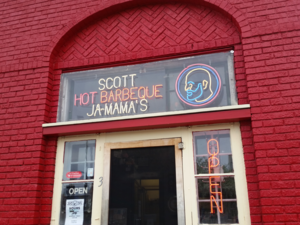 SCOTT
HOT BARBEQUE
JA-MAMA'S
OPEN
3
OPEN